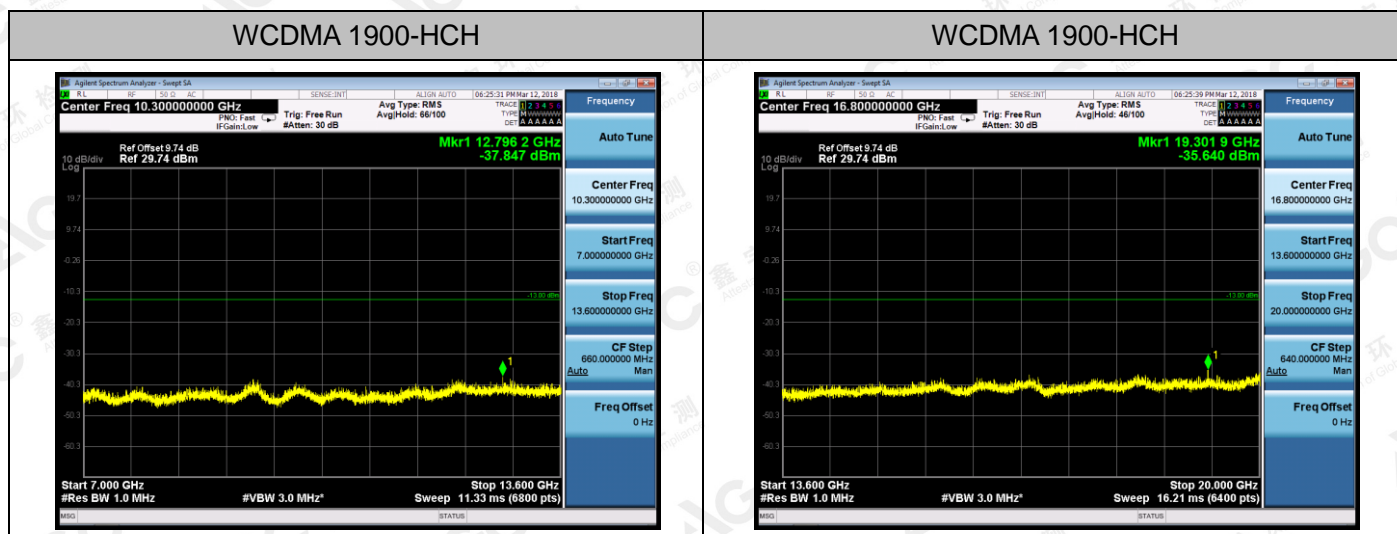 WCDMA 1900-HCH
Agilent Spectrum Analyzer - Swept SA
RL RF 50 Ω AC SENSE:INT ALIGN AUTO 06:25:31 PM Mar 12, 2018
Center Freq 10.300000000 GHz
PNO: Fast
IFGain:Low
Trig: Free Run
#Atten: 30 dB
Avg Type: RMS
Avg|Hold: 66/100
TRACE 1 2 3 4 5 6
TYPE M WWWWW
DET A A A A A A
Mkr1 12.796 2 GHz
-37.847 dBm
Ref Offset 9.74 dB
10 dB/div Ref 29.74 dBm
Log
19.7
9.74
-0.26
-10.3
-13.00 dBm
-20.3
-30.3
1
-40.3
-50.3
-60.3
Start 7.000 GHz Stop 13.600 GHz
#Res BW 1.0 MHz #VBW 3.0 MHz* Sweep 11.33 ms (6800 pts)
MSG STATUS
Frequency
Auto Tune
Center Freq
10.300000000 GHz
Start Freq
7.000000000 GHz
Stop Freq
13.600000000 GHz
CF Step
660.000000 MHz
Auto Man
Freq Offset
0 Hz
WCDMA 1900-HCH
Agilent Spectrum Analyzer - Swept SA
RL RF 50 Ω AC SENSE:INT ALIGN AUTO 06:25:39 PM Mar 12, 2018
Center Freq 16.800000000 GHz
PNO: Fast
IFGain:Low
Trig: Free Run
#Atten: 30 dB
Avg Type: RMS
Avg|Hold: 46/100
TRACE 1 2 3 4 5 6
TYPE M WWWWW
DET A A A A A A
Mkr1 19.301 9 GHz
-35.640 dBm
Ref Offset 9.74 dB
10 dB/div Ref 29.74 dBm
Log
19.7
9.74
-0.26
-10.3
-13.00 dBm
-20.3
-30.3
1
-40.3
-50.3
-60.3
Start 13.600 GHz Stop 20.000 GHz
#Res BW 1.0 MHz #VBW 3.0 MHz* Sweep 16.21 ms (6400 pts)
MSG STATUS
Frequency
Auto Tune
Center Freq
16.800000000 GHz
Start Freq
13.600000000 GHz
Stop Freq
20.000000000 GHz
CF Step
640.000000 MHz
Auto Man
Freq Offset
0 Hz